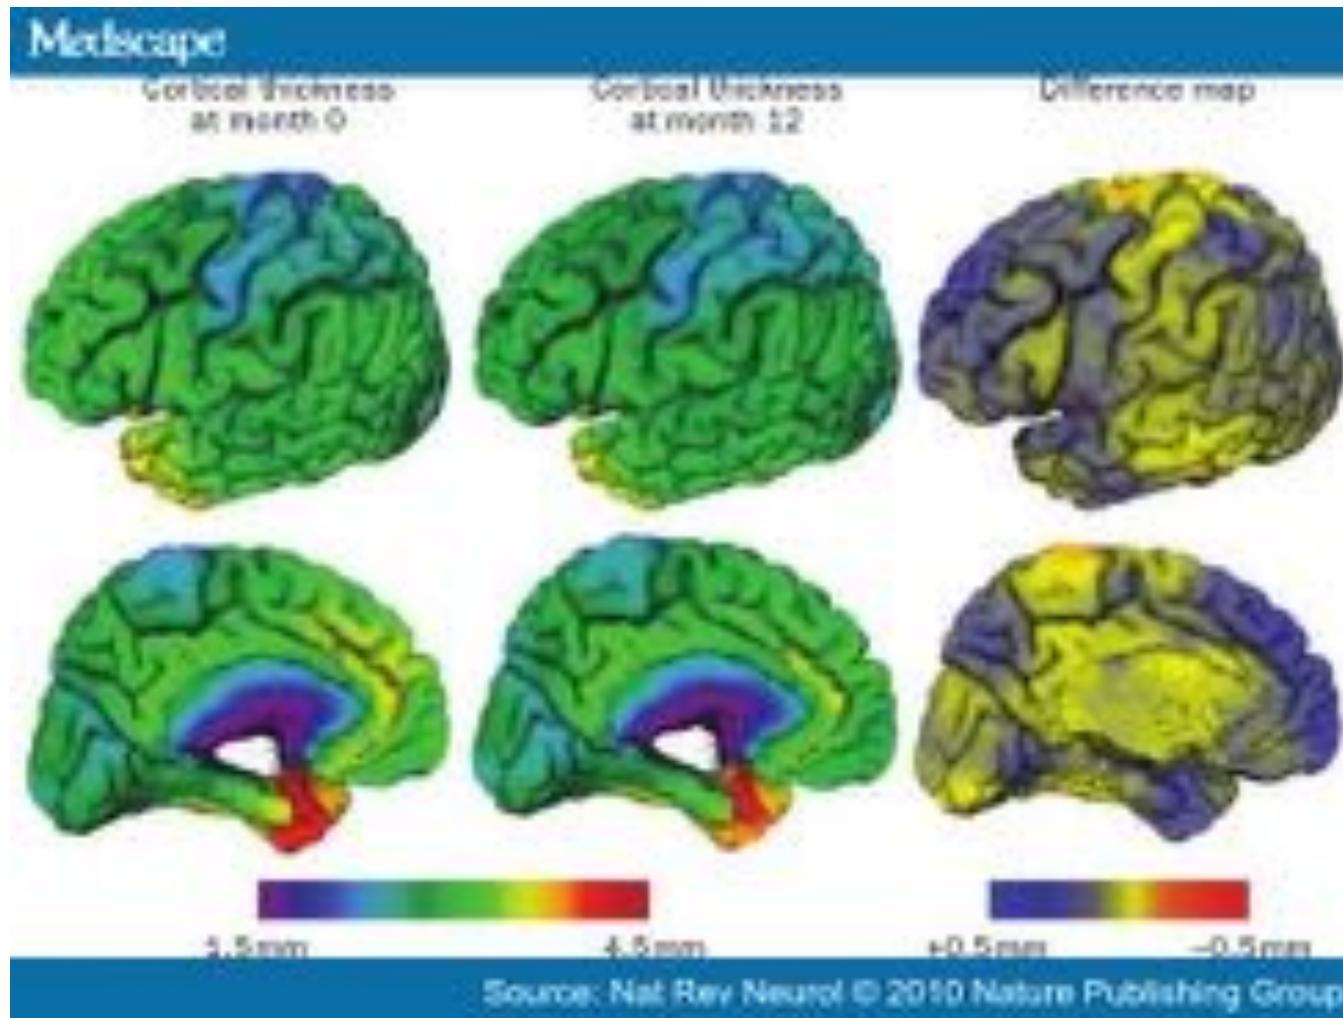 Medscape
Cortical thickness
at month 0
Cortical thickness
at month 12
Difference map
1.5mm
4.5mm
+0.5mm
−0.5mm
Source: Nat Rev Neurol © 2010 Nature Publishing Group